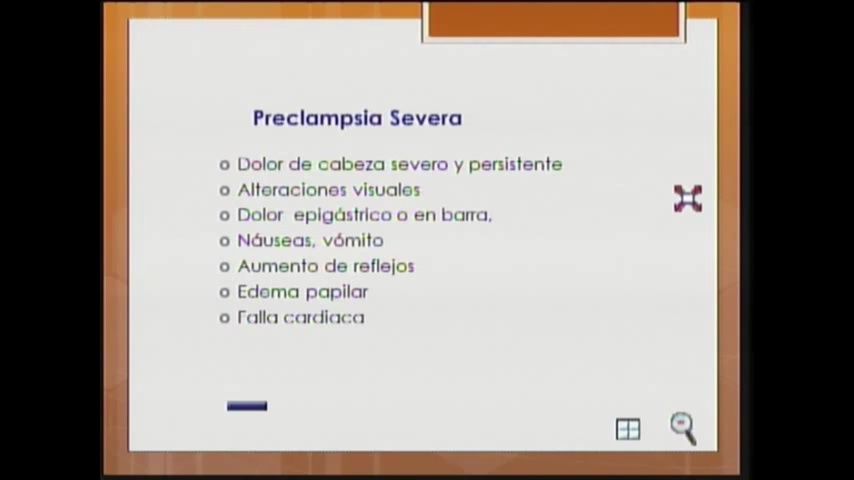 Preclampsia Severa
Dolor de cabeza severo y persistente
Alteraciones visuales
Dolor epigástrico o en barra,
Náuseas, vómito
Aumento de reflejos
Edema papilar
Falla cardiaca